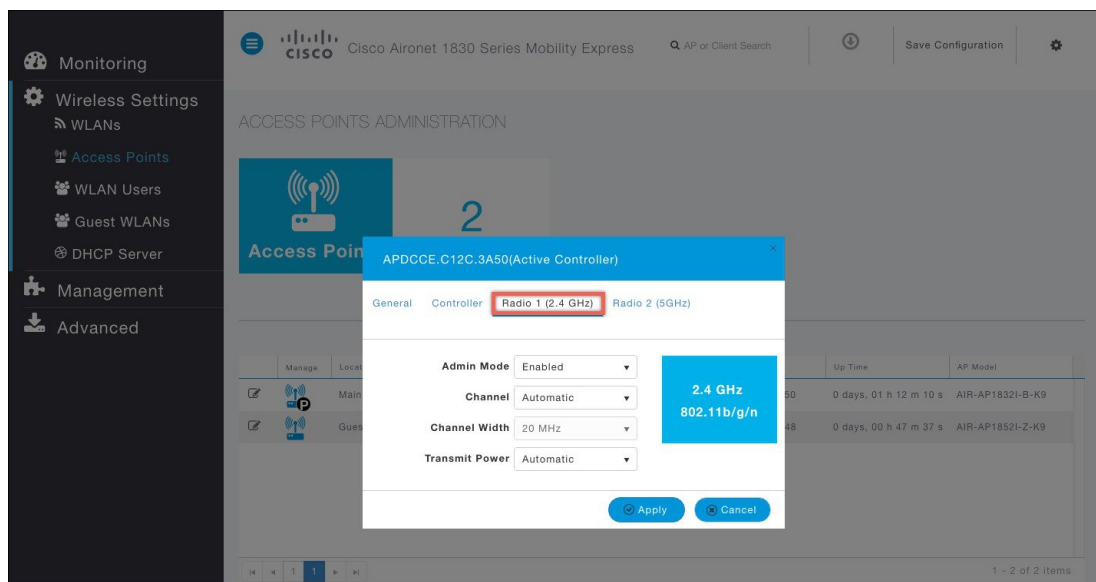 Monitoring
Wireless Settings
WLANs
Access Points
WLAN Users
Guest WLANs
DHCP Server
Management
Advanced
CISCO Cisco Aironet 1830 Series Mobility Express AP or Client Search Save Configuration
ACCESS POINTS ADMINISTRATION
2
Access Poin
APDCCE.C12C.3A50(Active Controller) ×
General Controller Radio 1 (2.4 GHz) Radio 2 (5GHz)
Admin Mode Enabled
Channel Automatic
Channel Width 20 MHz
Transmit Power Automatic
2.4 GHz
802.11b/g/n
Apply Cancel
Manage Locat Up Time AP Model
P Main 50 0 days, 01 h 12 m 10 s AIR-AP1832I-B-K9
Gues 48 0 days, 00 h 47 m 37 s AIR-AP1852I-Z-K9
1 1 1 - 2 of 2 items